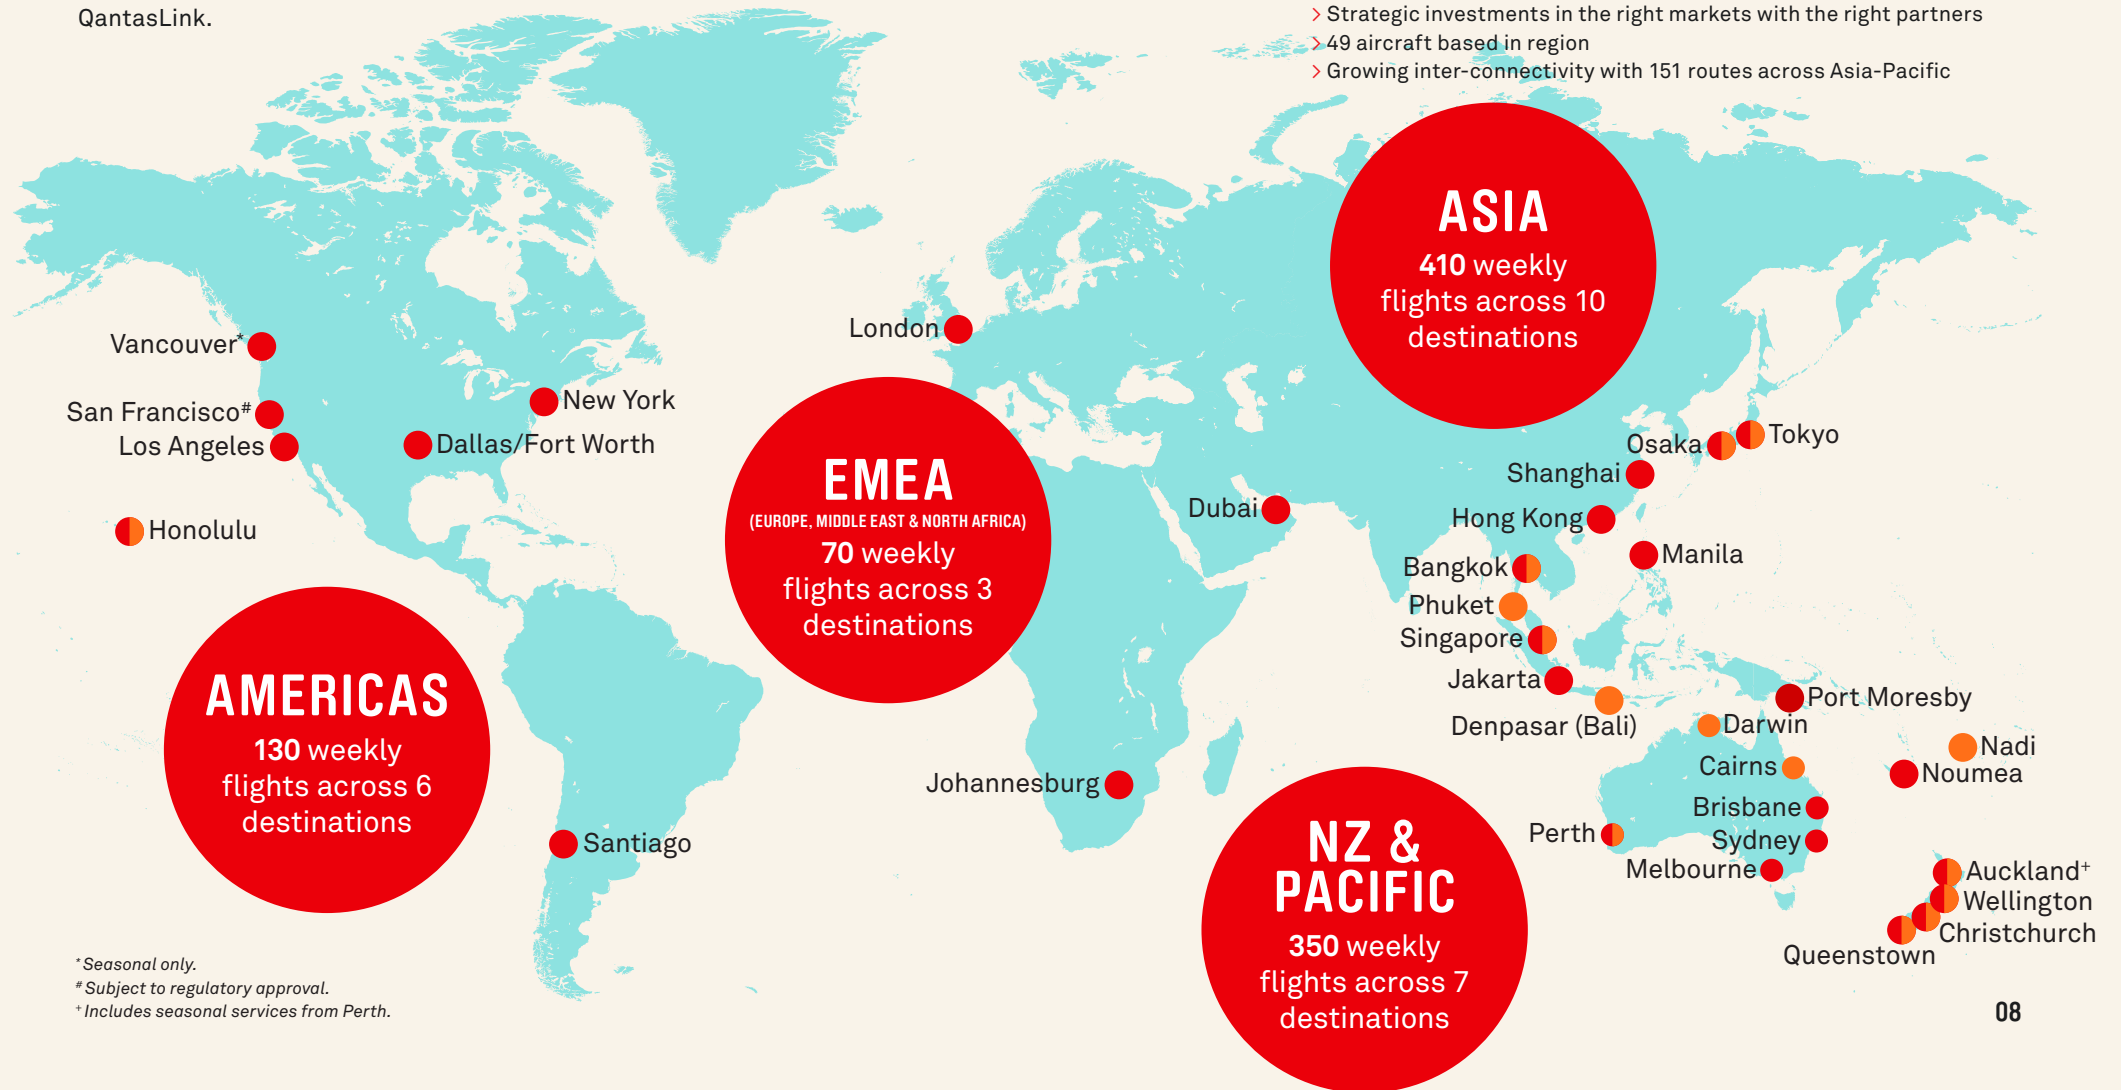 QantasLink.
> Strategic investments in the right markets with the right partners
> 49 aircraft based in region
> Growing inter-connectivity with 151 routes across Asia-Pacific
ASIA
410 weekly
flights across 10
destinations
London
Vancouver*
San Francisco#
Los Angeles
New York
Dallas/Fort Worth
Honolulu
EMEA
(EUROPE, MIDDLE EAST & NORTH AFRICA)
70 weekly
flights across 3
destinations
Dubai
Osaka
Tokyo
Shanghai
Hong Kong
Manila
Bangkok
Phuket
Singapore
Jakarta
Denpasar (Bali)
Port Moresby
Darwin
Nadi
Noumea
Cairns
Brisbane
Perth
Sydney
Melbourne
Auckland+
Wellington
Christchurch
Queenstown
AMERICAS
130 weekly
flights across 6
destinations
Johannesburg
Santiago
NZ &
PACIFIC
350 weekly
flights across 7
destinations
*Seasonal only.
#Subject to regulatory approval.
+Includes seasonal services from Perth.
08